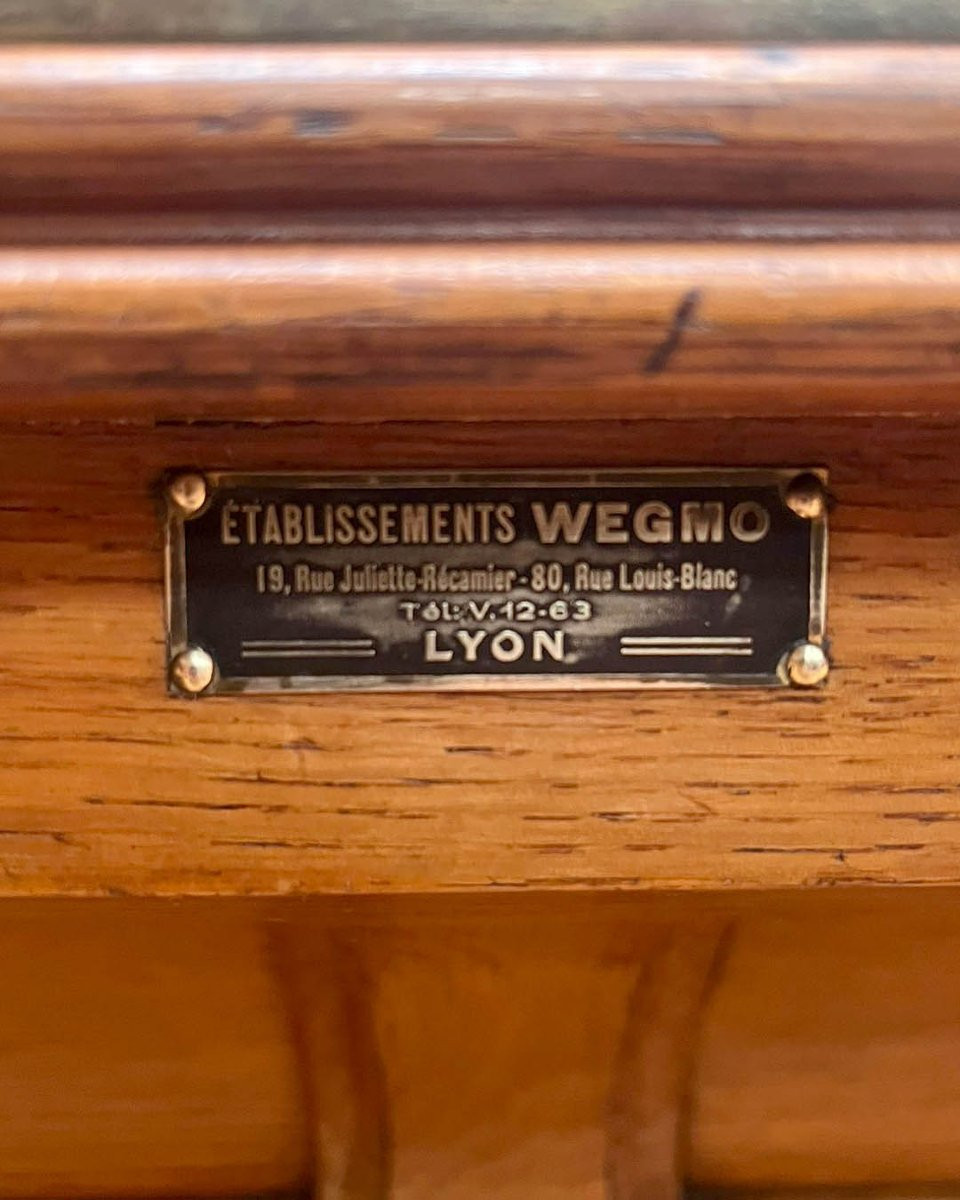 ÉTABLISSEMENTS WEGMO
19, Rue Juliette-Récamier - 80, Rue Louis-Blanc
Tél: V. 12-63
LYON